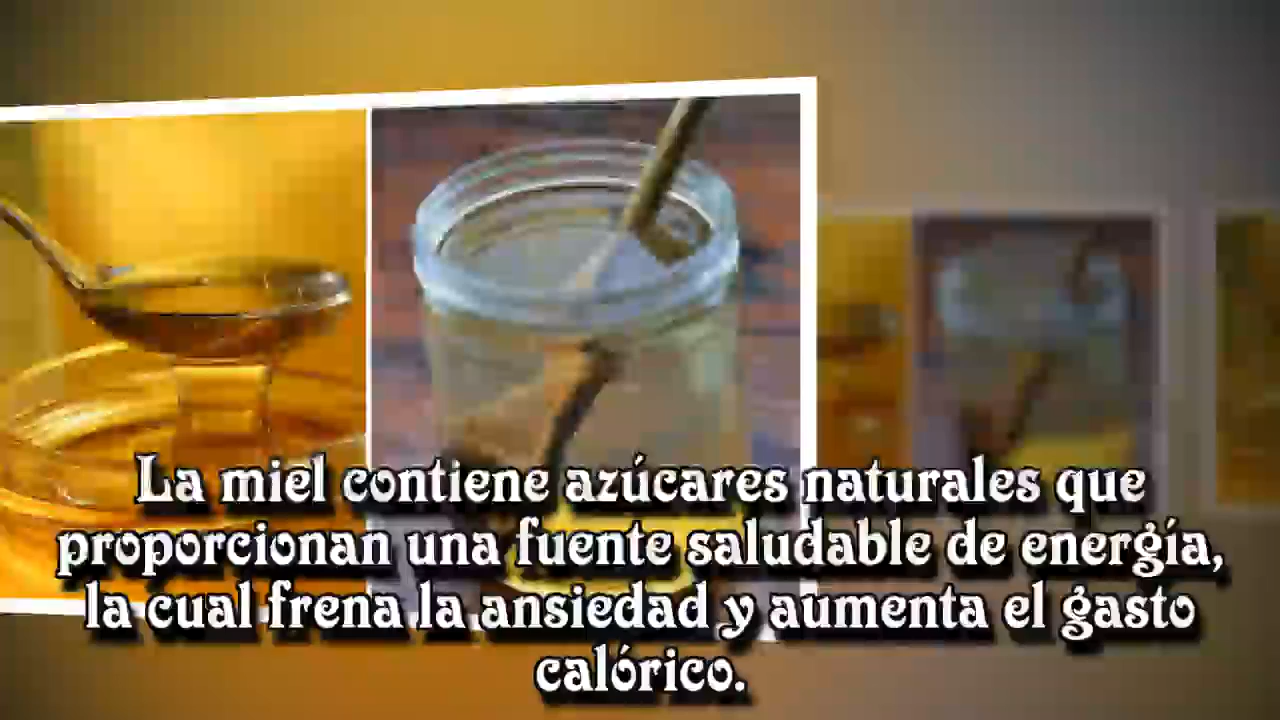 La miel contiene azúcares naturales que
proporcionan una fuente saludable de energía,
la cual frena la ansiedad y aumenta el gasto
calórico.